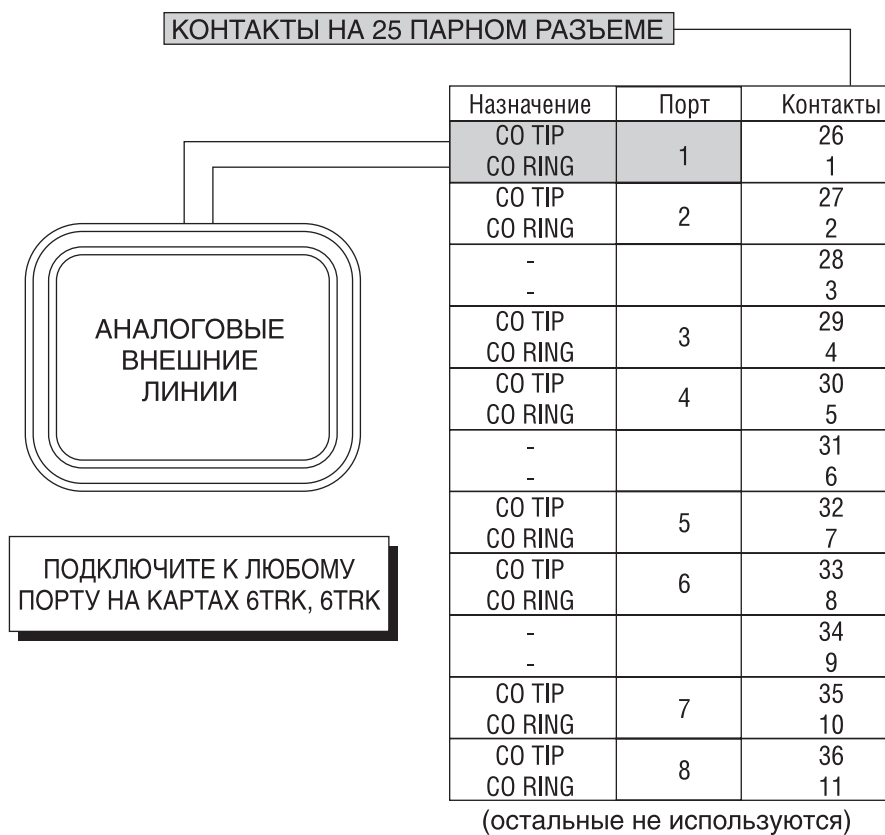 КОНТАКТЫ НА 25 ПАРНОМ РАЗЪЕМЕ
Назначение Порт Контакты
CO TIP 26
1
CO RING 1
CO TIP 27
2
CO RING 2
- 28
- 3
CO TIP 29
3
CO RING 4
CO TIP 30
4
CO RING 5
- 31
- 6
CO TIP 32
5
CO RING 7
CO TIP 33
6
CO RING 8
- 34
- 9
CO TIP 35
7
CO RING 10
CO TIP 36
8
CO RING 11
(остальные не используются)
АНАЛОГОВЫЕ
ВНЕШНИЕ
ЛИНИИ
ПОДКЛЮЧИТЕ К ЛЮБОМУ
ПОРТУ НА КАРТАХ 6TRK, 6TRK